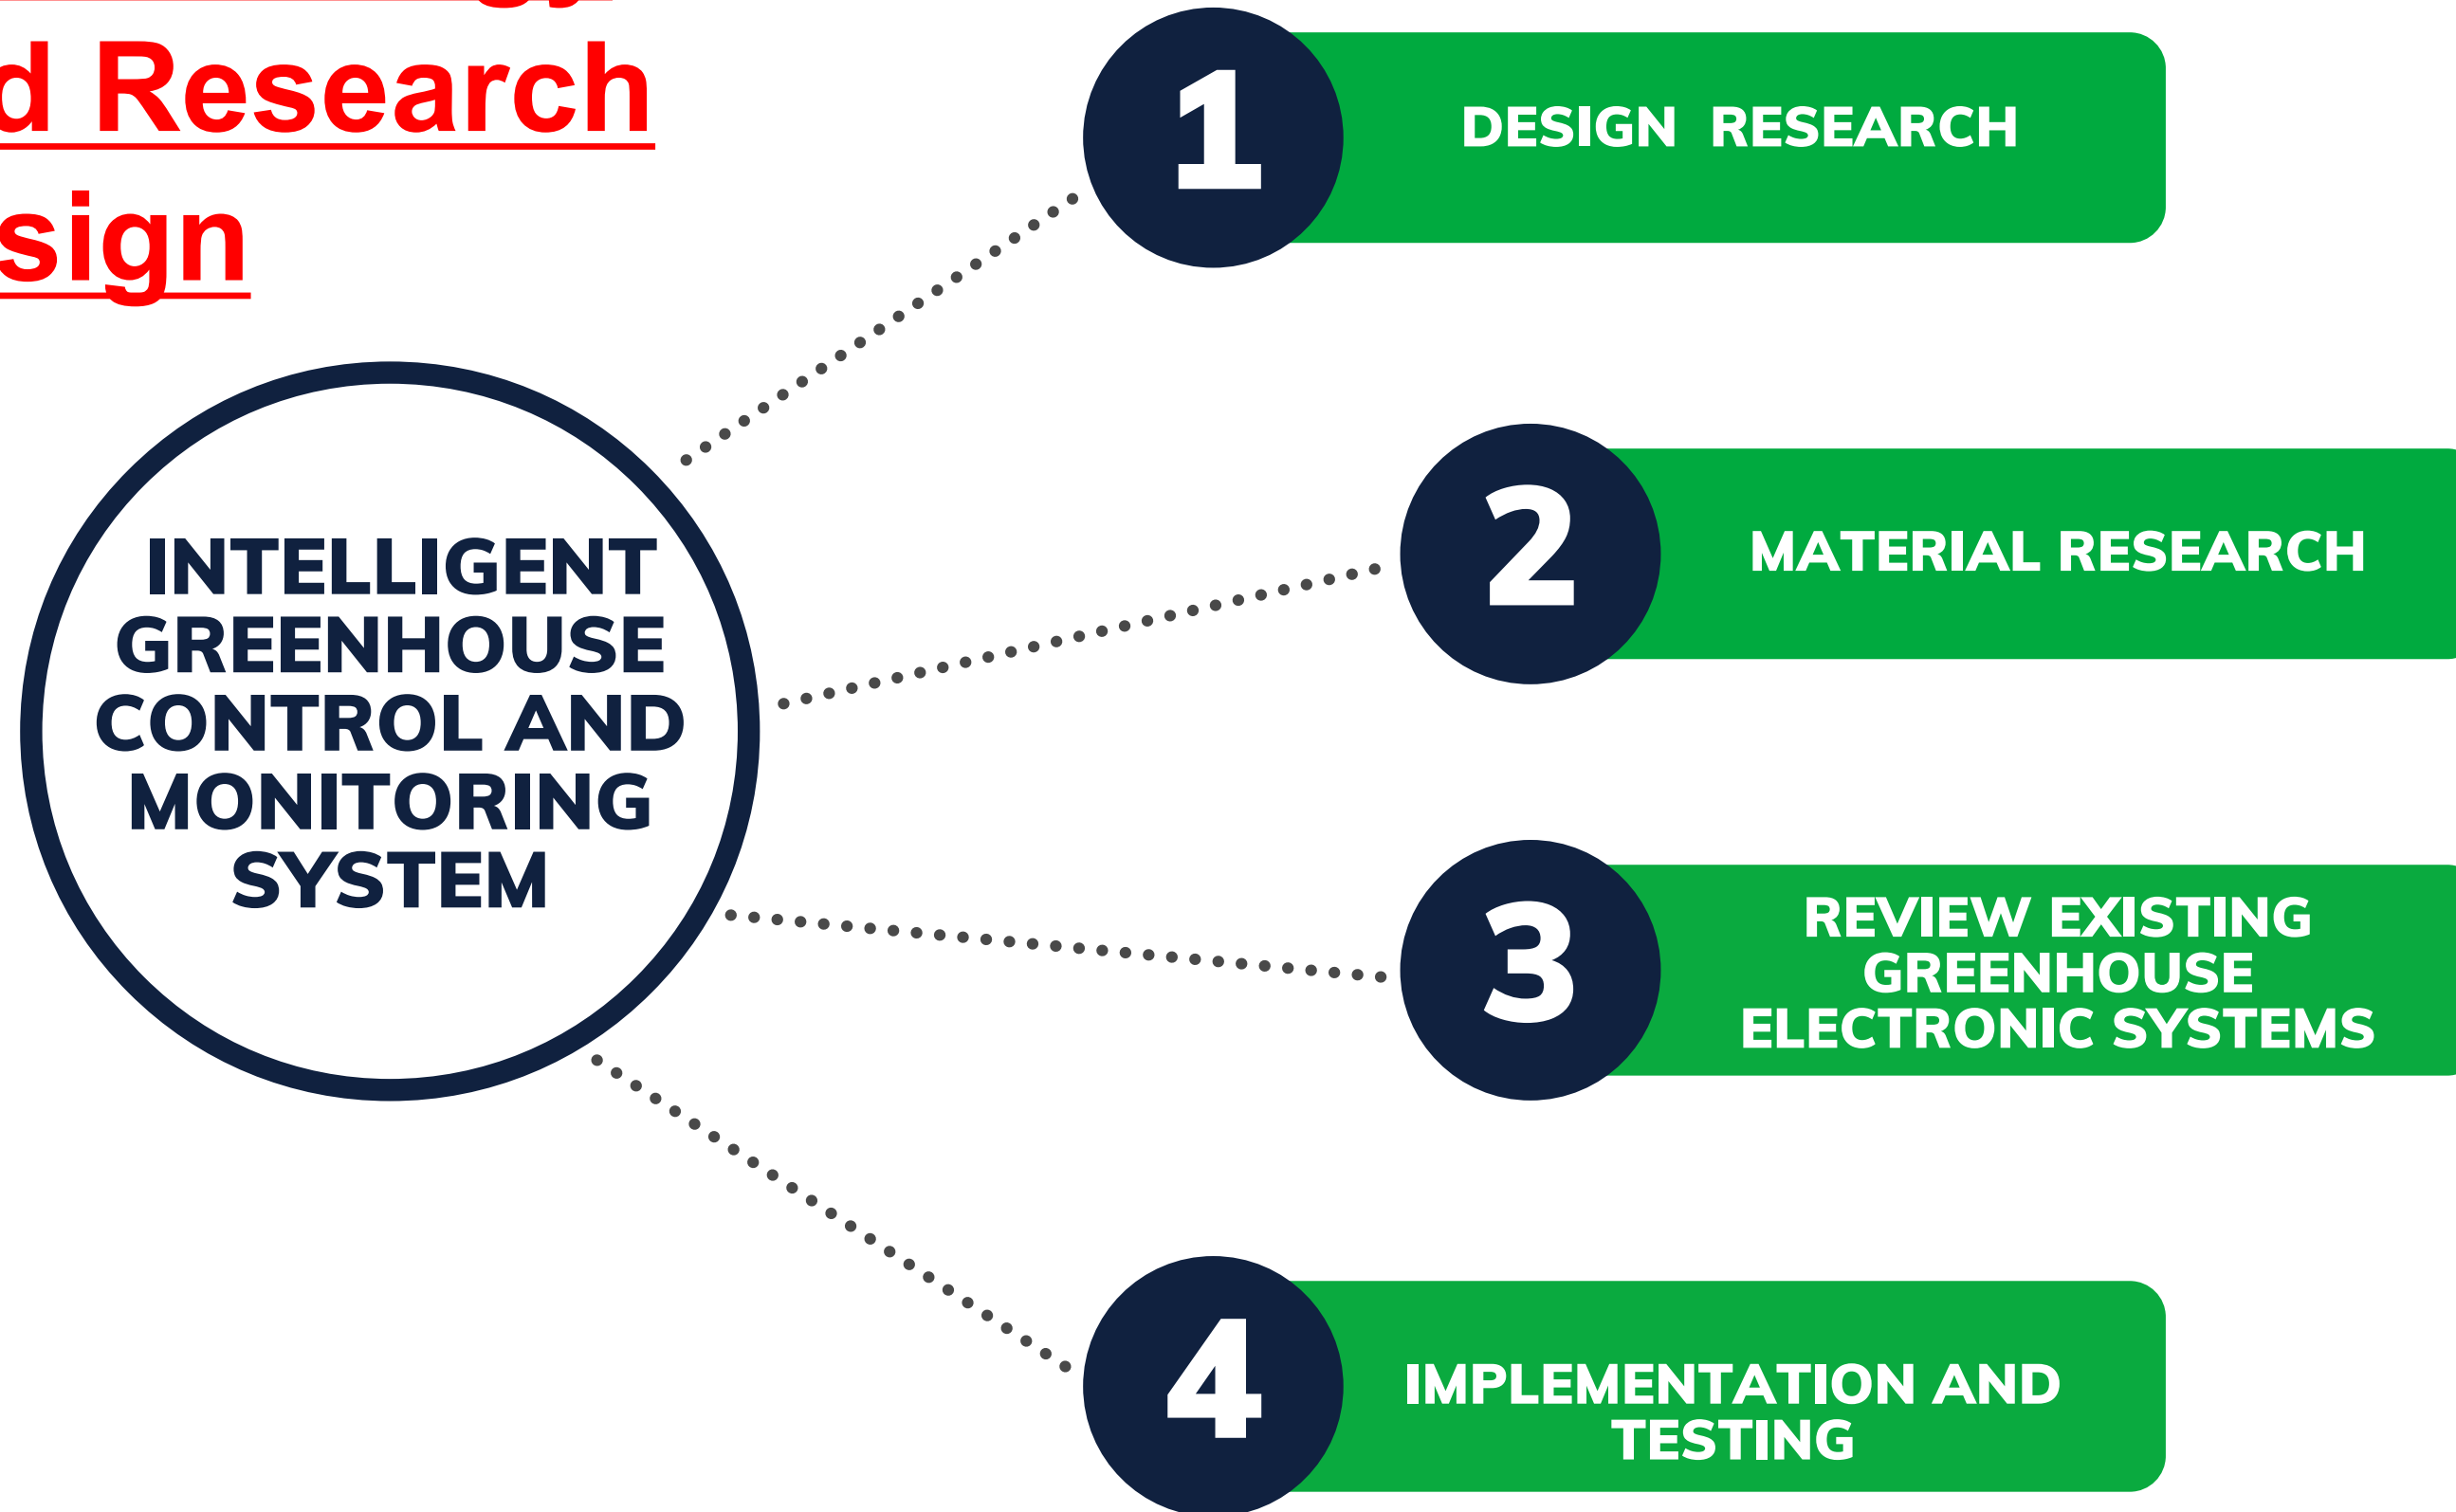 d Research
sign
INTELLIGENT
GREENHOUSE
CONTROL AND
MONITORING
SYSTEM
1
DESIGN RESEARCH
2
MATERIAL RESEARCH
3
REVIEW EXISTING
GREENHOUSE
ELECTRONIC SYSTEMS
4
IMPLEMENTATION AND
TESTING